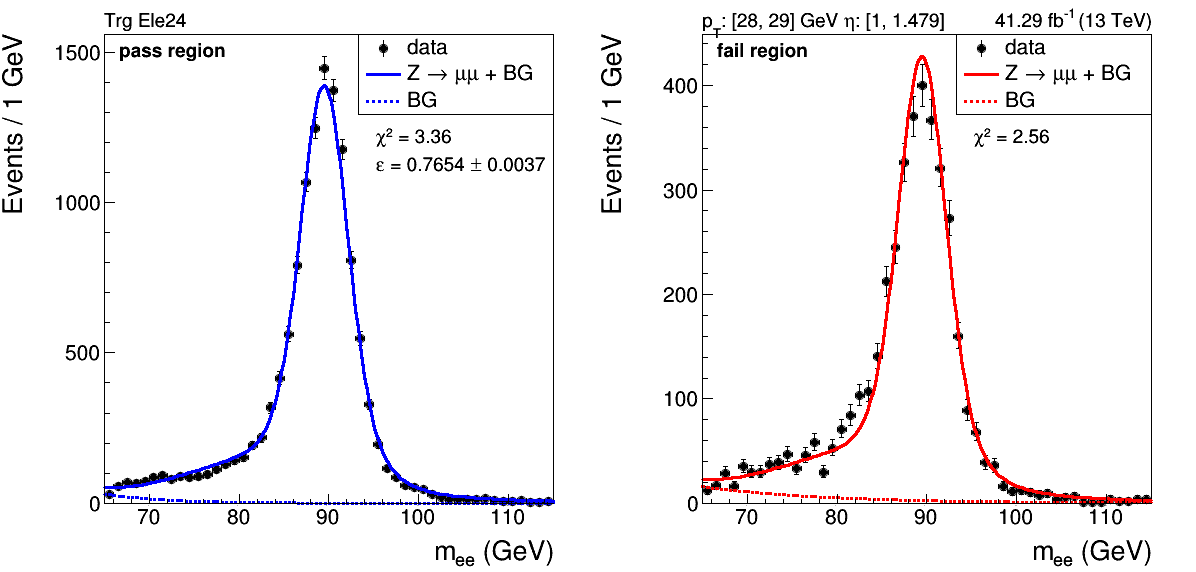 Trg Ele24
pass region
data
Z → μμ + BG
BG
χ² = 3.36
ε = 0.7654 ± 0.0037
Events / 1 GeV
1500
1000
500
0
70 80 90 100 110
m_ee (GeV)
p_T: [28, 29] GeV η: [1, 1.479] 41.29 fb⁻¹ (13 TeV)
fail region
data
Z → μμ + BG
BG
χ² = 2.56
Events / 1 GeV
400
300
200
100
0
70 80 90 100 110
m_ee (GeV)